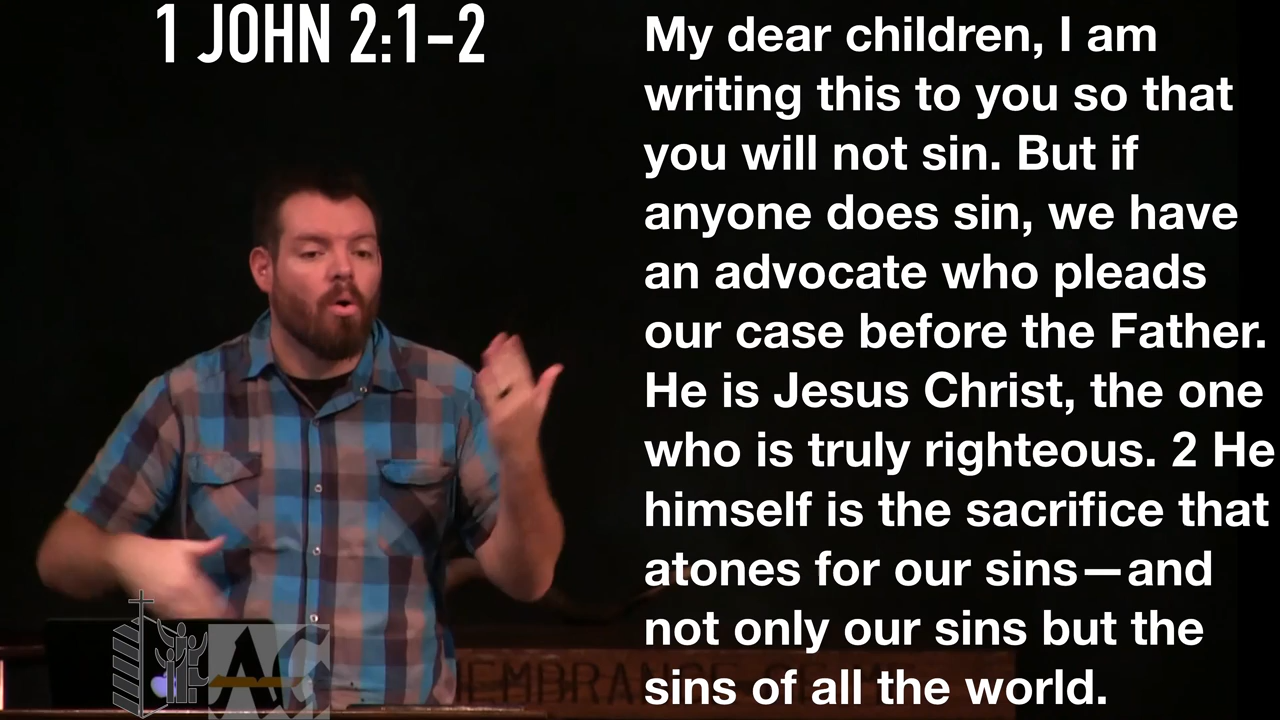 1 JOHN 2:1-2
My dear children, I am
writing this to you so that
you will not sin. But if
anyone does sin, we have
an advocate who pleads
our case before the Father.
He is Jesus Christ, the one
who is truly righteous. 2 He
himself is the sacrifice that
atones for our sins—and
not only our sins but the
sins of all the world.
AC